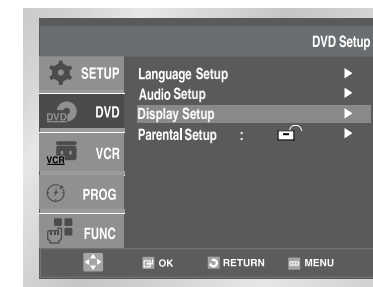 DVD Setup
SETUP
DVD DVD
VCR VCR
PROG
FUNC
Language Setup
Audio Setup
Display Setup
Parental Setup :
OK RETURN MENU